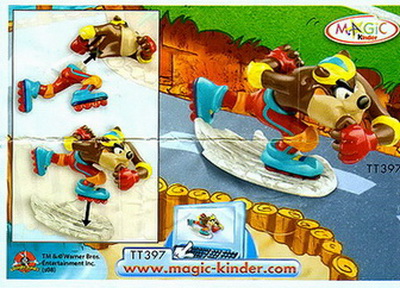 MAGiC
Kinder
TT397
TM & © Warner Bros.
Entertainment Inc.
(s08)
TT397
www.magic-kinder.com